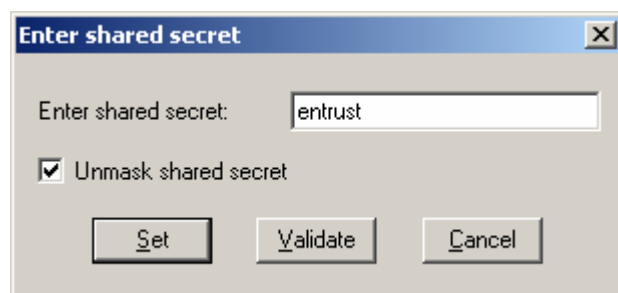 Enter shared secret
Enter shared secret: entrust
Unmask shared secret
Set Validate Cancel